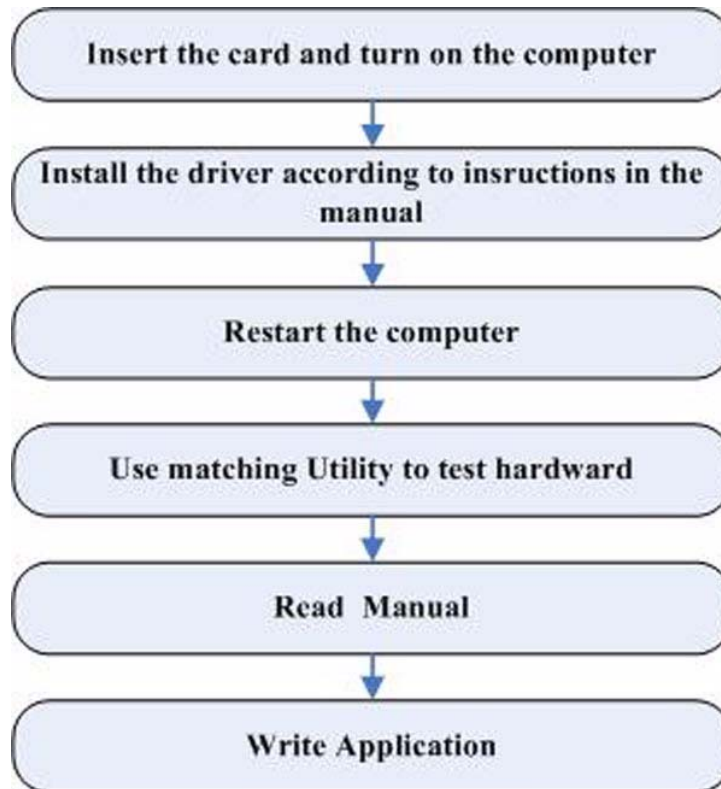 Insert the card and turn on the computer
Install the driver according to insructions in the
manual
Restart the computer
Use matching Utility to test hardward
Read Manual
Write Application